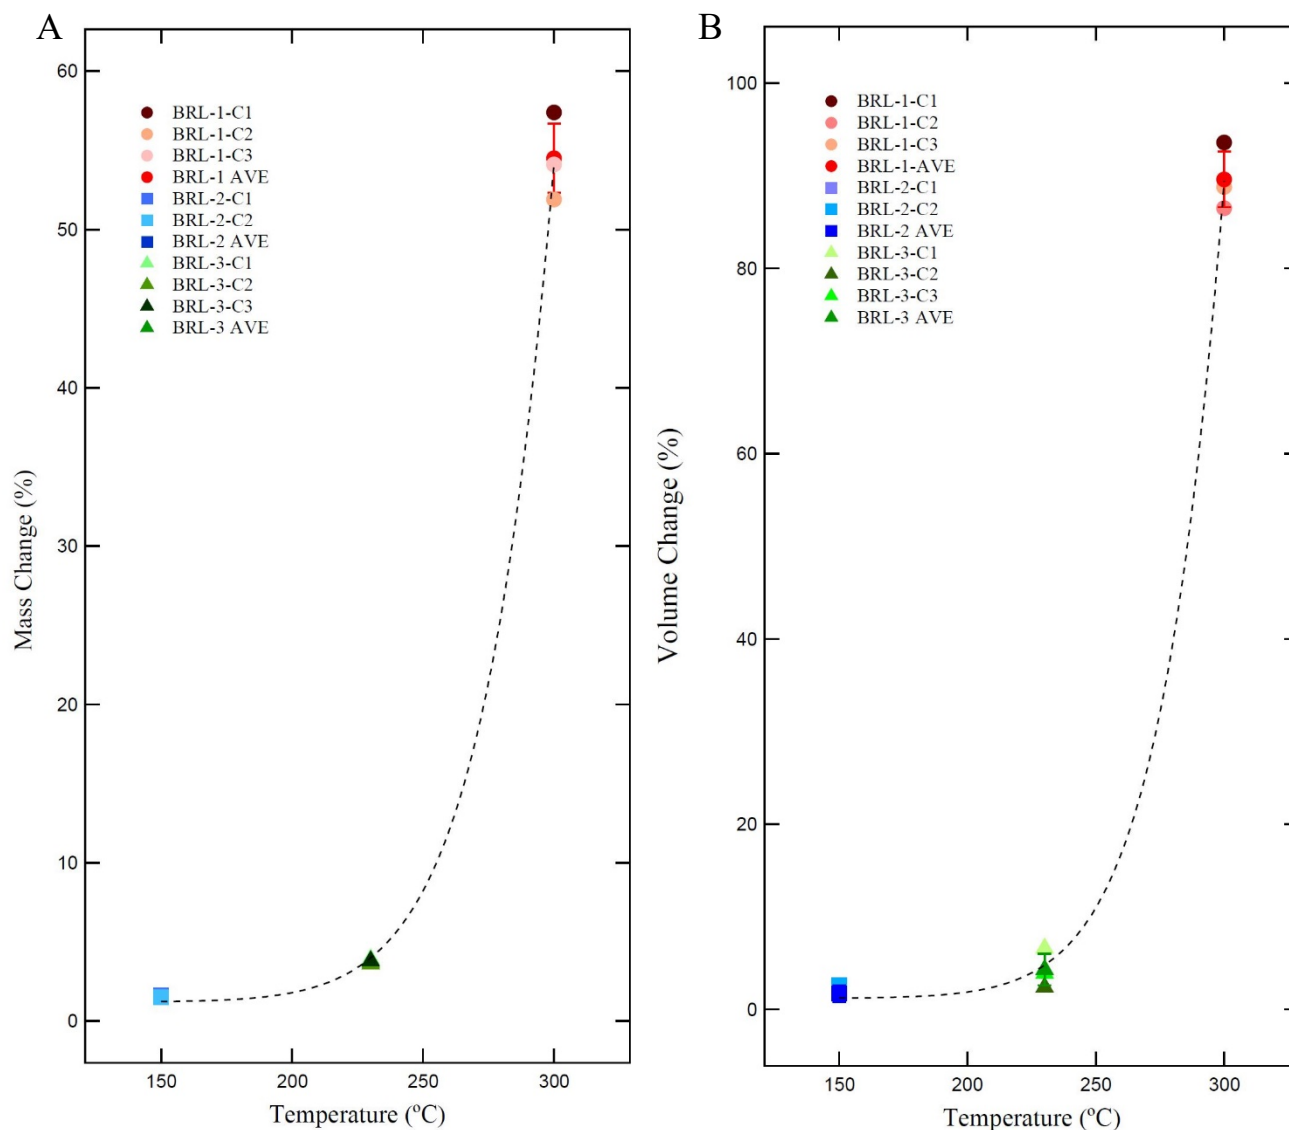 A
60
50
40
30
20
10
0
Mass Change (%)
BRL-1-C1
BRL-1-C2
BRL-1-C3
BRL-1 AVE
BRL-2-C1
BRL-2-C2
BRL-2 AVE
BRL-3-C1
BRL-3-C2
BRL-3-C3
BRL-3 AVE
150 200 250 300
Temperature (ºC)
B
100
80
60
40
20
0
Volume Change (%)
BRL-1-C1
BRL-1-C2
BRL-1-C3
BRL-1-AVE
BRL-2-C1
BRL-2-C2
BRL-2 AVE
BRL-3-C1
BRL-3-C2
BRL-3-C3
BRL-3 AVE
150 200 250 300
Temperature (ºC)